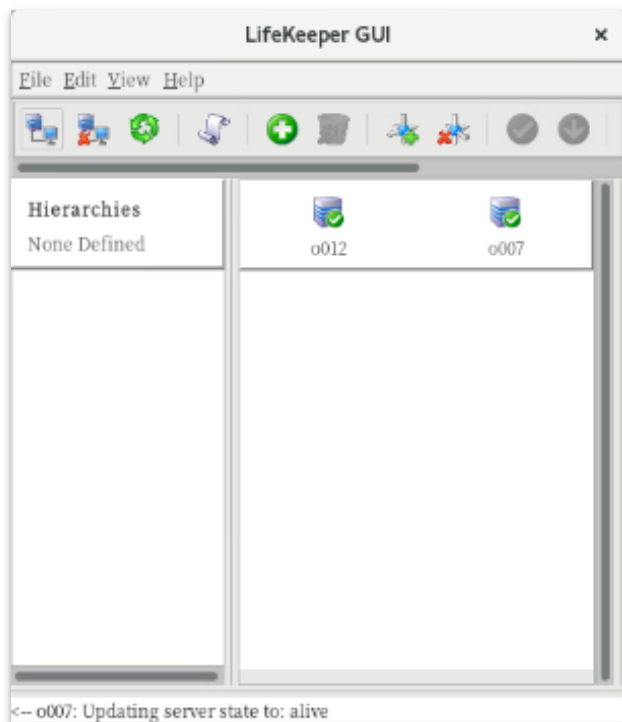 LifeKeeper GUI ×
File Edit View Help
Hierarchies
None Defined
o012 o007
<-- o007: Updating server state to: alive